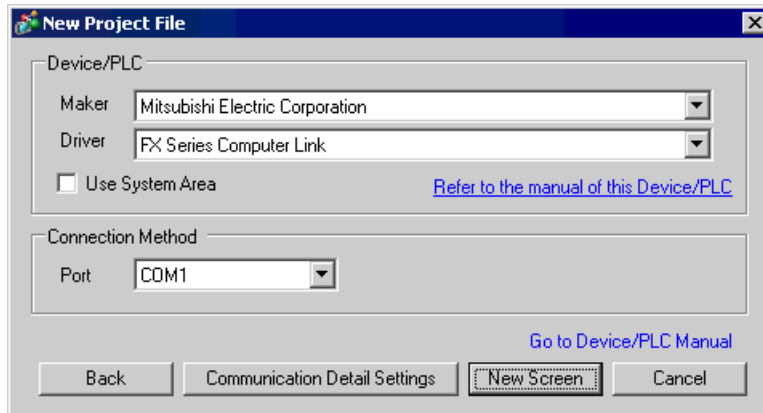 New Project File
Device/PLC
Maker Mitsubishi Electric Corporation
Driver FX Series Computer Link
Use System Area Refer to the manual of this Device/PLC
Connection Method
Port COM1
Go to Device/PLC Manual
Back Communication Detail Settings New Screen Cancel